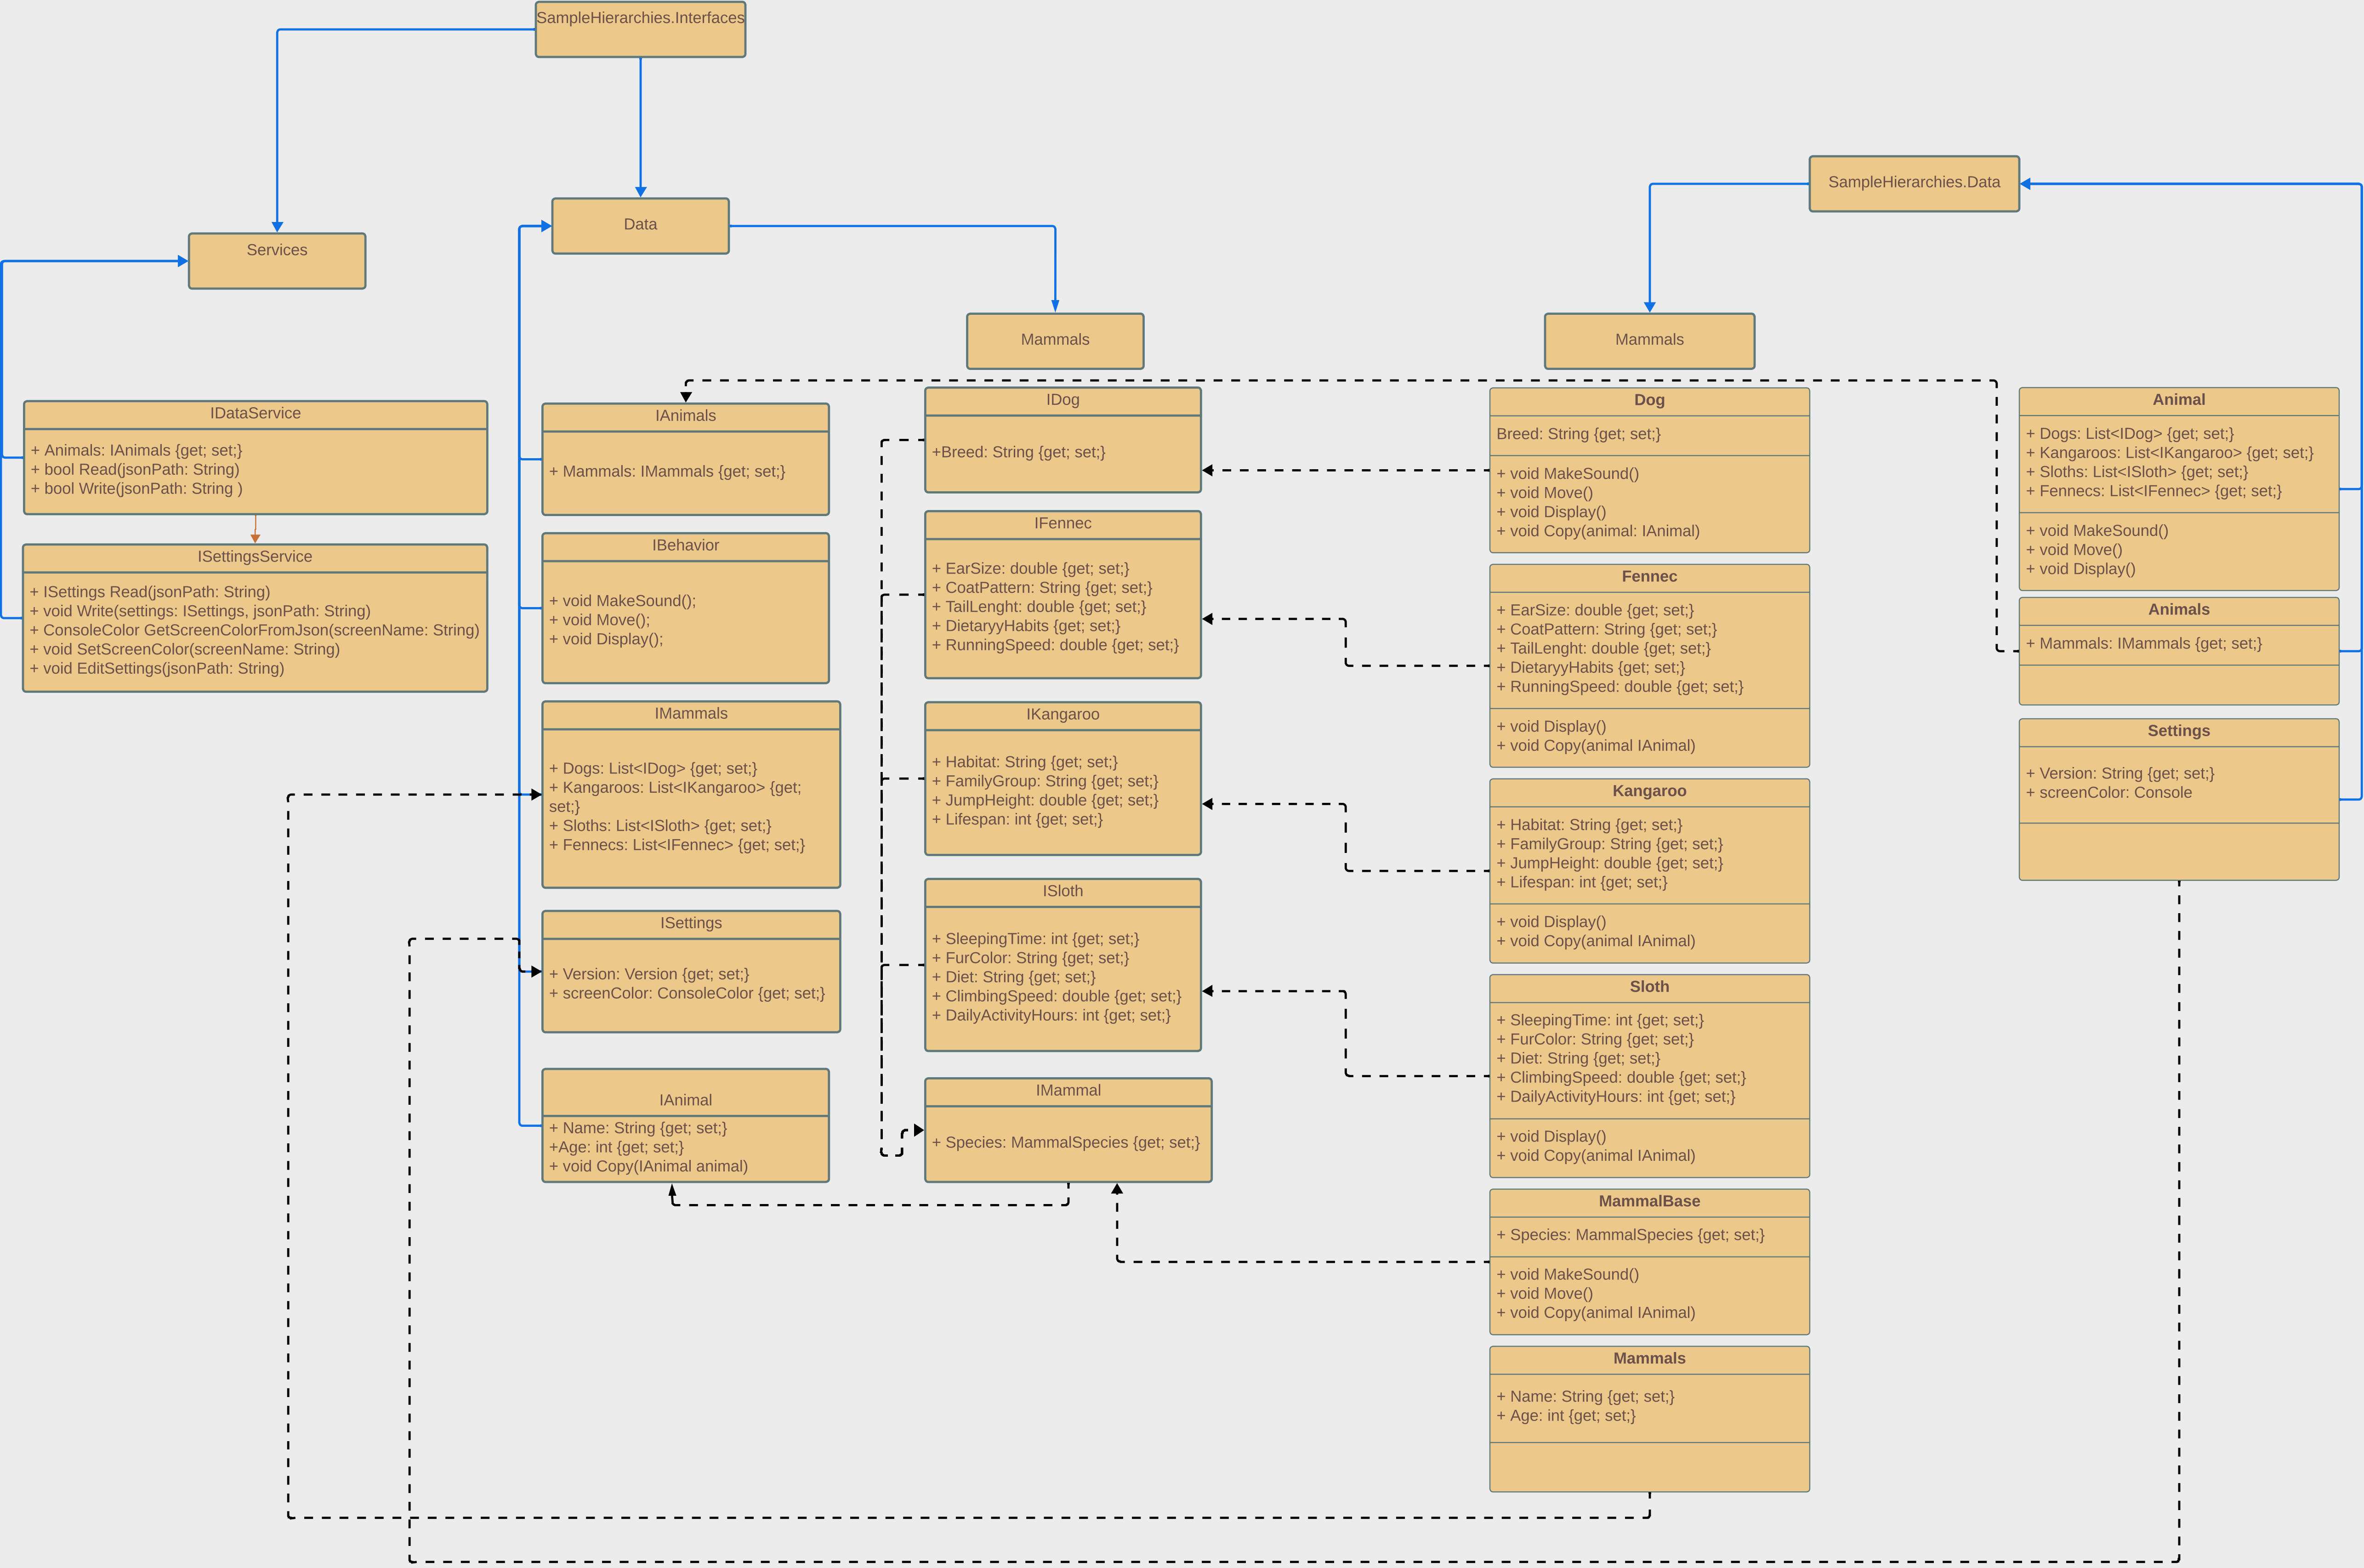 SampleHierarchies.Interfaces
SampleHierarchies.Data
Data
Services
Mammals
Mammals
IDataService
+ Animals: IAnimals {get; set;}
+ bool Read(jsonPath: String)
+ bool Write(jsonPath: String )
ISettingsService
+ ISettings Read(jsonPath: String)
+ void Write(settings: ISettings, jsonPath: String)
+ ConsoleColor GetScreenColorFromJson(screenName: String)
+ void SetScreenColor(screenName: String)
+ void EditSettings(jsonPath: String)
IAnimals
+ Mammals: IMammals {get; set;}
IBehavior
+ void MakeSound();
+ void Move();
+ void Display();
IMammals
+ Dogs: List<IDog> {get; set;}
+ Kangaroos: List<IKangaroo> {get;
set;}
+ Sloths: List<ISloth> {get; set;}
+ Fennecs: List<IFennec> {get; set;}
ISettings
+ Version: Version {get; set;}
+ screenColor: ConsoleColor {get; set;}
IAnimal
+ Name: String {get; set;}
+Age: int {get; set;}
+ void Copy(IAnimal animal)
IDog
+Breed: String {get; set;}
IFennec
+ EarSize: double {get; set;}
+ CoatPattern: String {get; set;}
+ TailLenght: double {get; set;}
+ DietaryyHabits {get; set;}
+ RunningSpeed: double {get; set;}
IKangaroo
+ Habitat: String {get; set;}
+ FamilyGroup: String {get; set;}
+ JumpHeight: double {get; set;}
+ Lifespan: int {get; set;}
ISloth
+ SleepingTime: int {get; set;}
+ FurColor: String {get; set;}
+ Diet: String {get; set;}
+ ClimbingSpeed: double {get; set;}
+ DailyActivityHours: int {get; set;}
IMammal
+ Species: MammalSpecies {get; set;}
Dog
Breed: String {get; set;}
+ void MakeSound()
+ void Move()
+ void Display()
+ void Copy(animal: IAnimal)
Fennec
+ EarSize: double {get; set;}
+ CoatPattern: String {get; set;}
+ TailLenght: double {get; set;}
+ DietaryyHabits {get; set;}
+ RunningSpeed: double {get; set;}
+ void Display()
+ void Copy(animal IAnimal)
Kangaroo
+ Habitat: String {get; set;}
+ FamilyGroup: String {get; set;}
+ JumpHeight: double {get; set;}
+ Lifespan: int {get; set;}
+ void Display()
+ void Copy(animal IAnimal)
Sloth
+ SleepingTime: int {get; set;}
+ FurColor: String {get; set;}
+ Diet: String {get; set;}
+ ClimbingSpeed: double {get; set;}
+ DailyActivityHours: int {get; set;}
+ void Display()
+ void Copy(animal IAnimal)
MammalBase
+ Species: MammalSpecies {get; set;}
+ void MakeSound()
+ void Move()
+ void Copy(animal IAnimal)
Mammals
+ Name: String {get; set;}
+ Age: int {get; set;}
Animal
+ Dogs: List<IDog> {get; set;}
+ Kangaroos: List<IKangaroo> {get; set;}
+ Sloths: List<ISloth> {get; set;}
+ Fennecs: List<IFennec> {get; set;}
+ void MakeSound()
+ void Move()
+ void Display()
Animals
+ Mammals: IMammals {get; set;}
Settings
+ Version: String {get; set;}
+ screenColor: Console